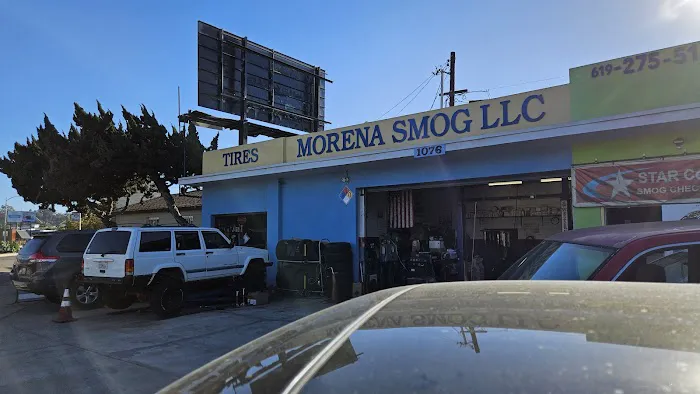 TIRES MORENA SMOG LLC
1076
619-275-51
STAR
SMOG CHEC